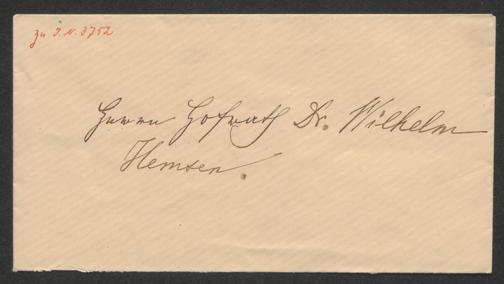 zu I.N. 3752
Herrn Hofrath Dr. Wilhelm
Hemsen.